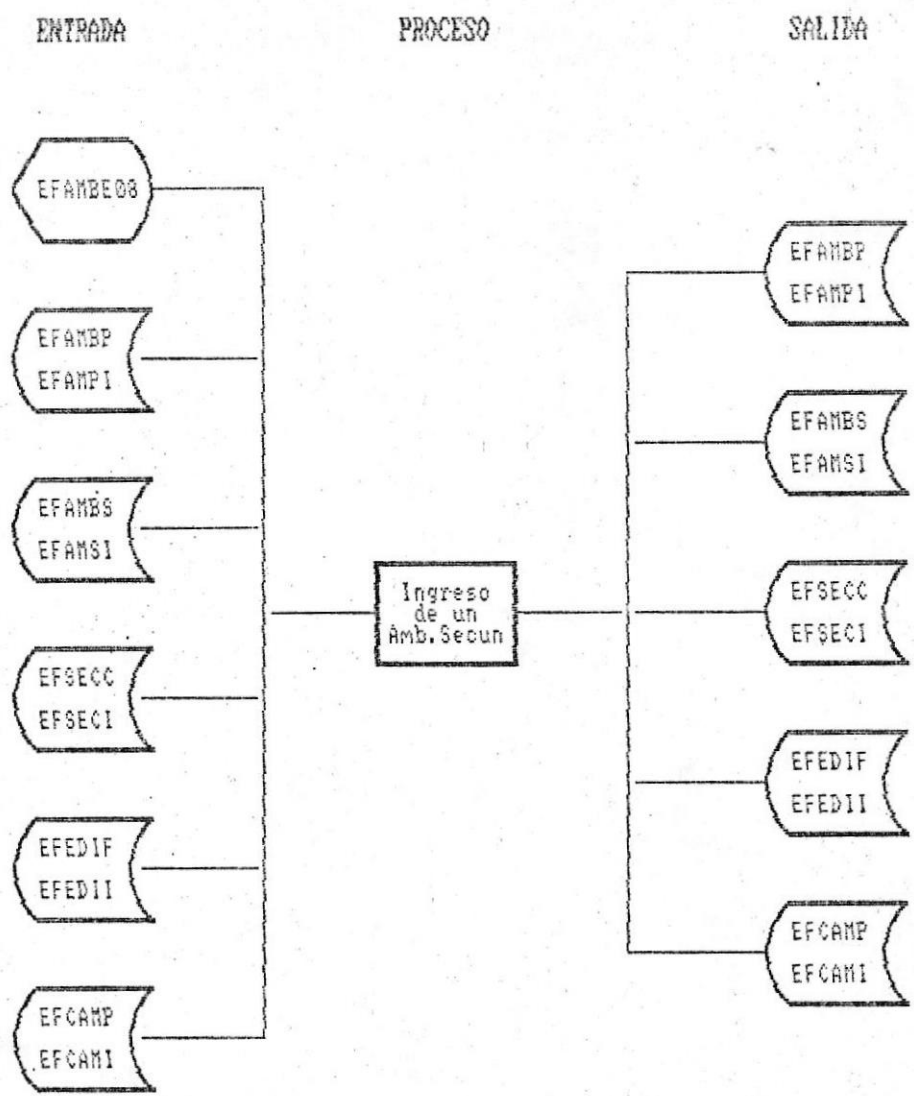 ENTRADA PROCESO SALIDA
EFAMBE08
EFAMBP
EFAMPI
EFAMBS
EFAMSI
EFSECC
EFSECI
EFEDIF
EFEDII
EFCAMP
EFCAMI
Ingreso
de un
Amb.Secun
EFAMBP
EFAMPI
EFAMBS
EFAMSI
EFSECC
EFSECI
EFEDIF
EFEDII
EFCAMP
EFCAMI